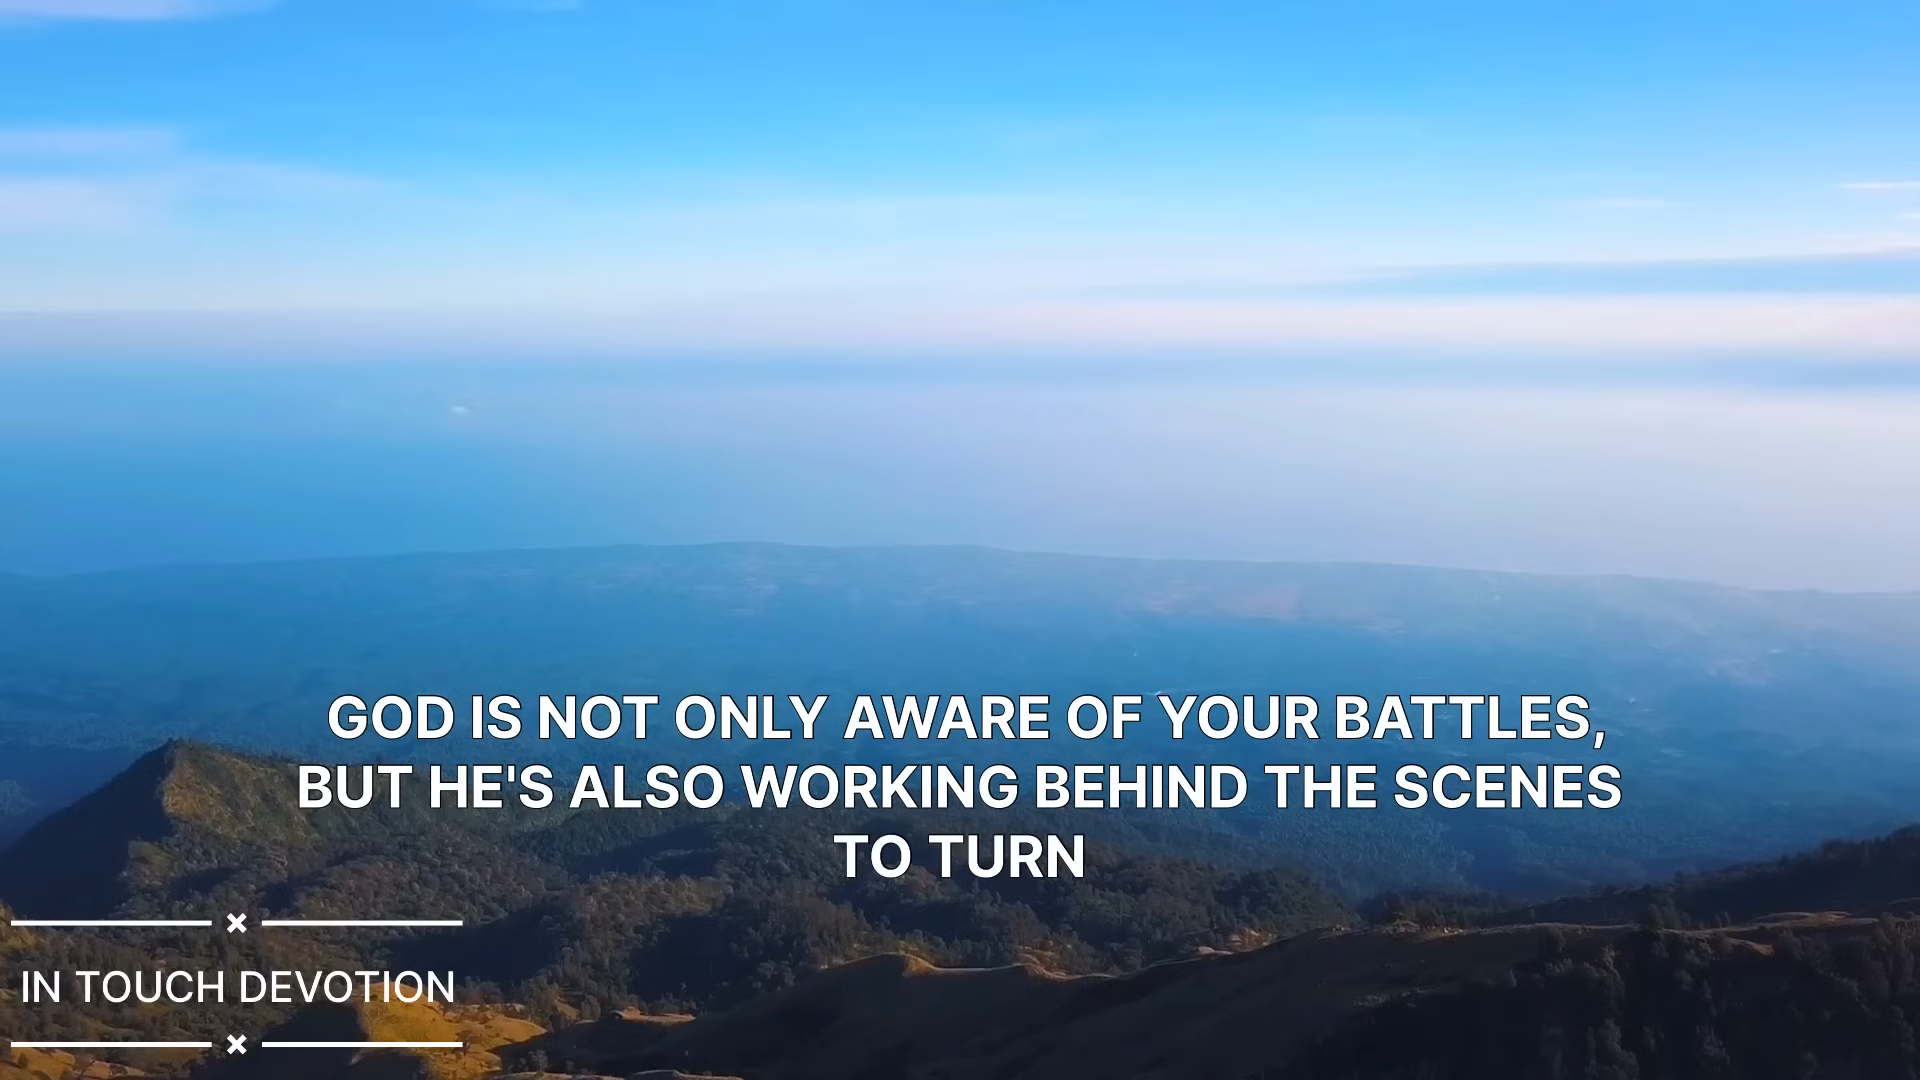 GOD IS NOT ONLY AWARE OF YOUR BATTLES,
BUT HE'S ALSO WORKING BEHIND THE SCENES
TO TURN
IN TOUCH DEVOTION